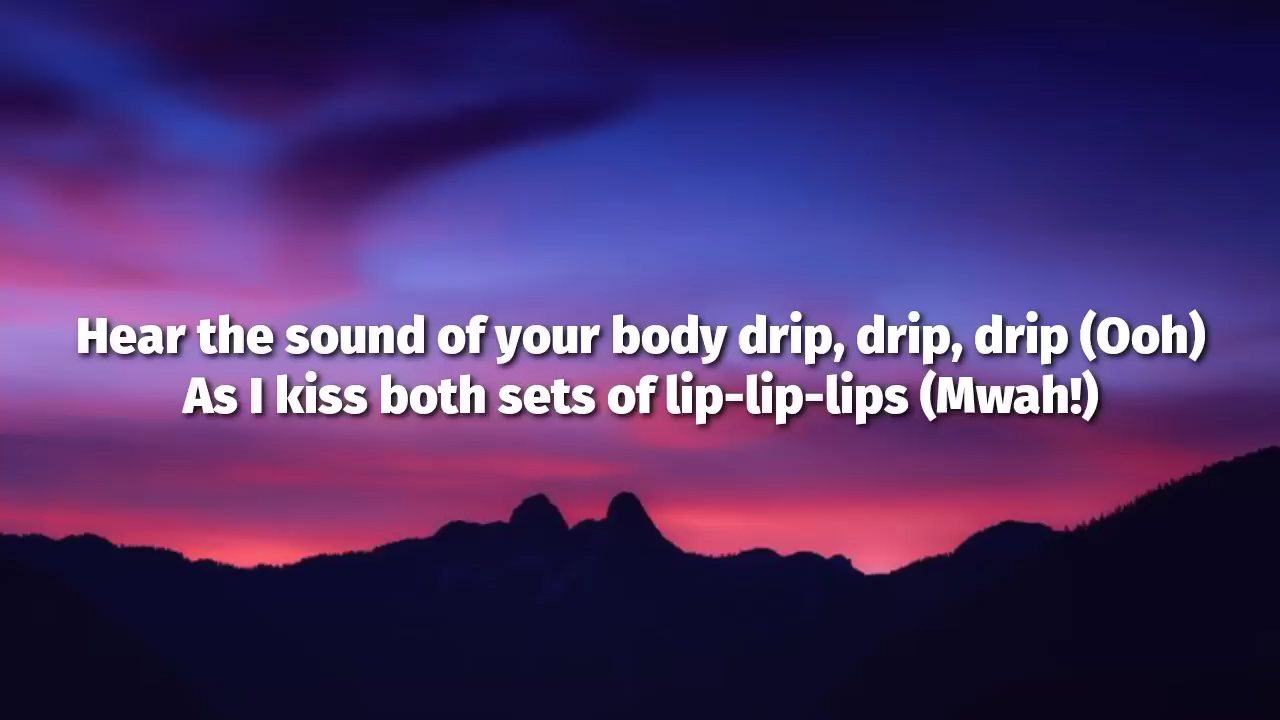 Hear the sound of your body drip, drip, drip (Ooh)
As I kiss both sets of lip-lip-lips (Mwah!)